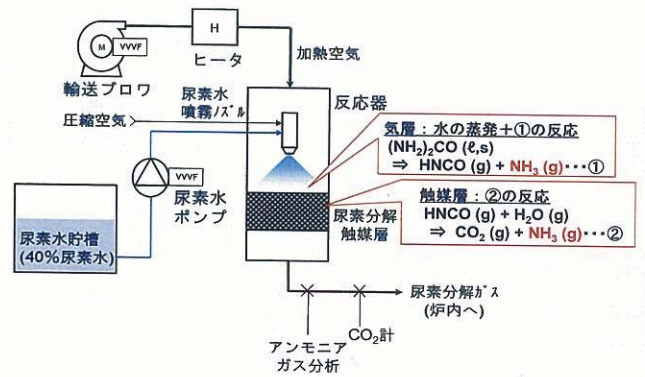 H
M
VVVF
ヒータ
輸送ブロワ
加熱空気
尿素水
噴霧ﾉｽﾞﾙ
反応器
圧縮空気
気層：水の蒸発＋①の反応
(NH₂)₂CO (ℓ,s)
⇒ HNCO (g) + NH₃ (g)･･･①
VVVF
尿素水
ポンプ
触媒層：②の反応
HNCO (g) + H₂O (g)
⇒ CO₂ (g) + NH₃ (g)･･･②
尿素分解
触媒層
尿素水貯槽
(40%尿素水)
尿素分解ｶﾞｽ
(炉内へ)
CO₂計
アンモニア
ガス分析